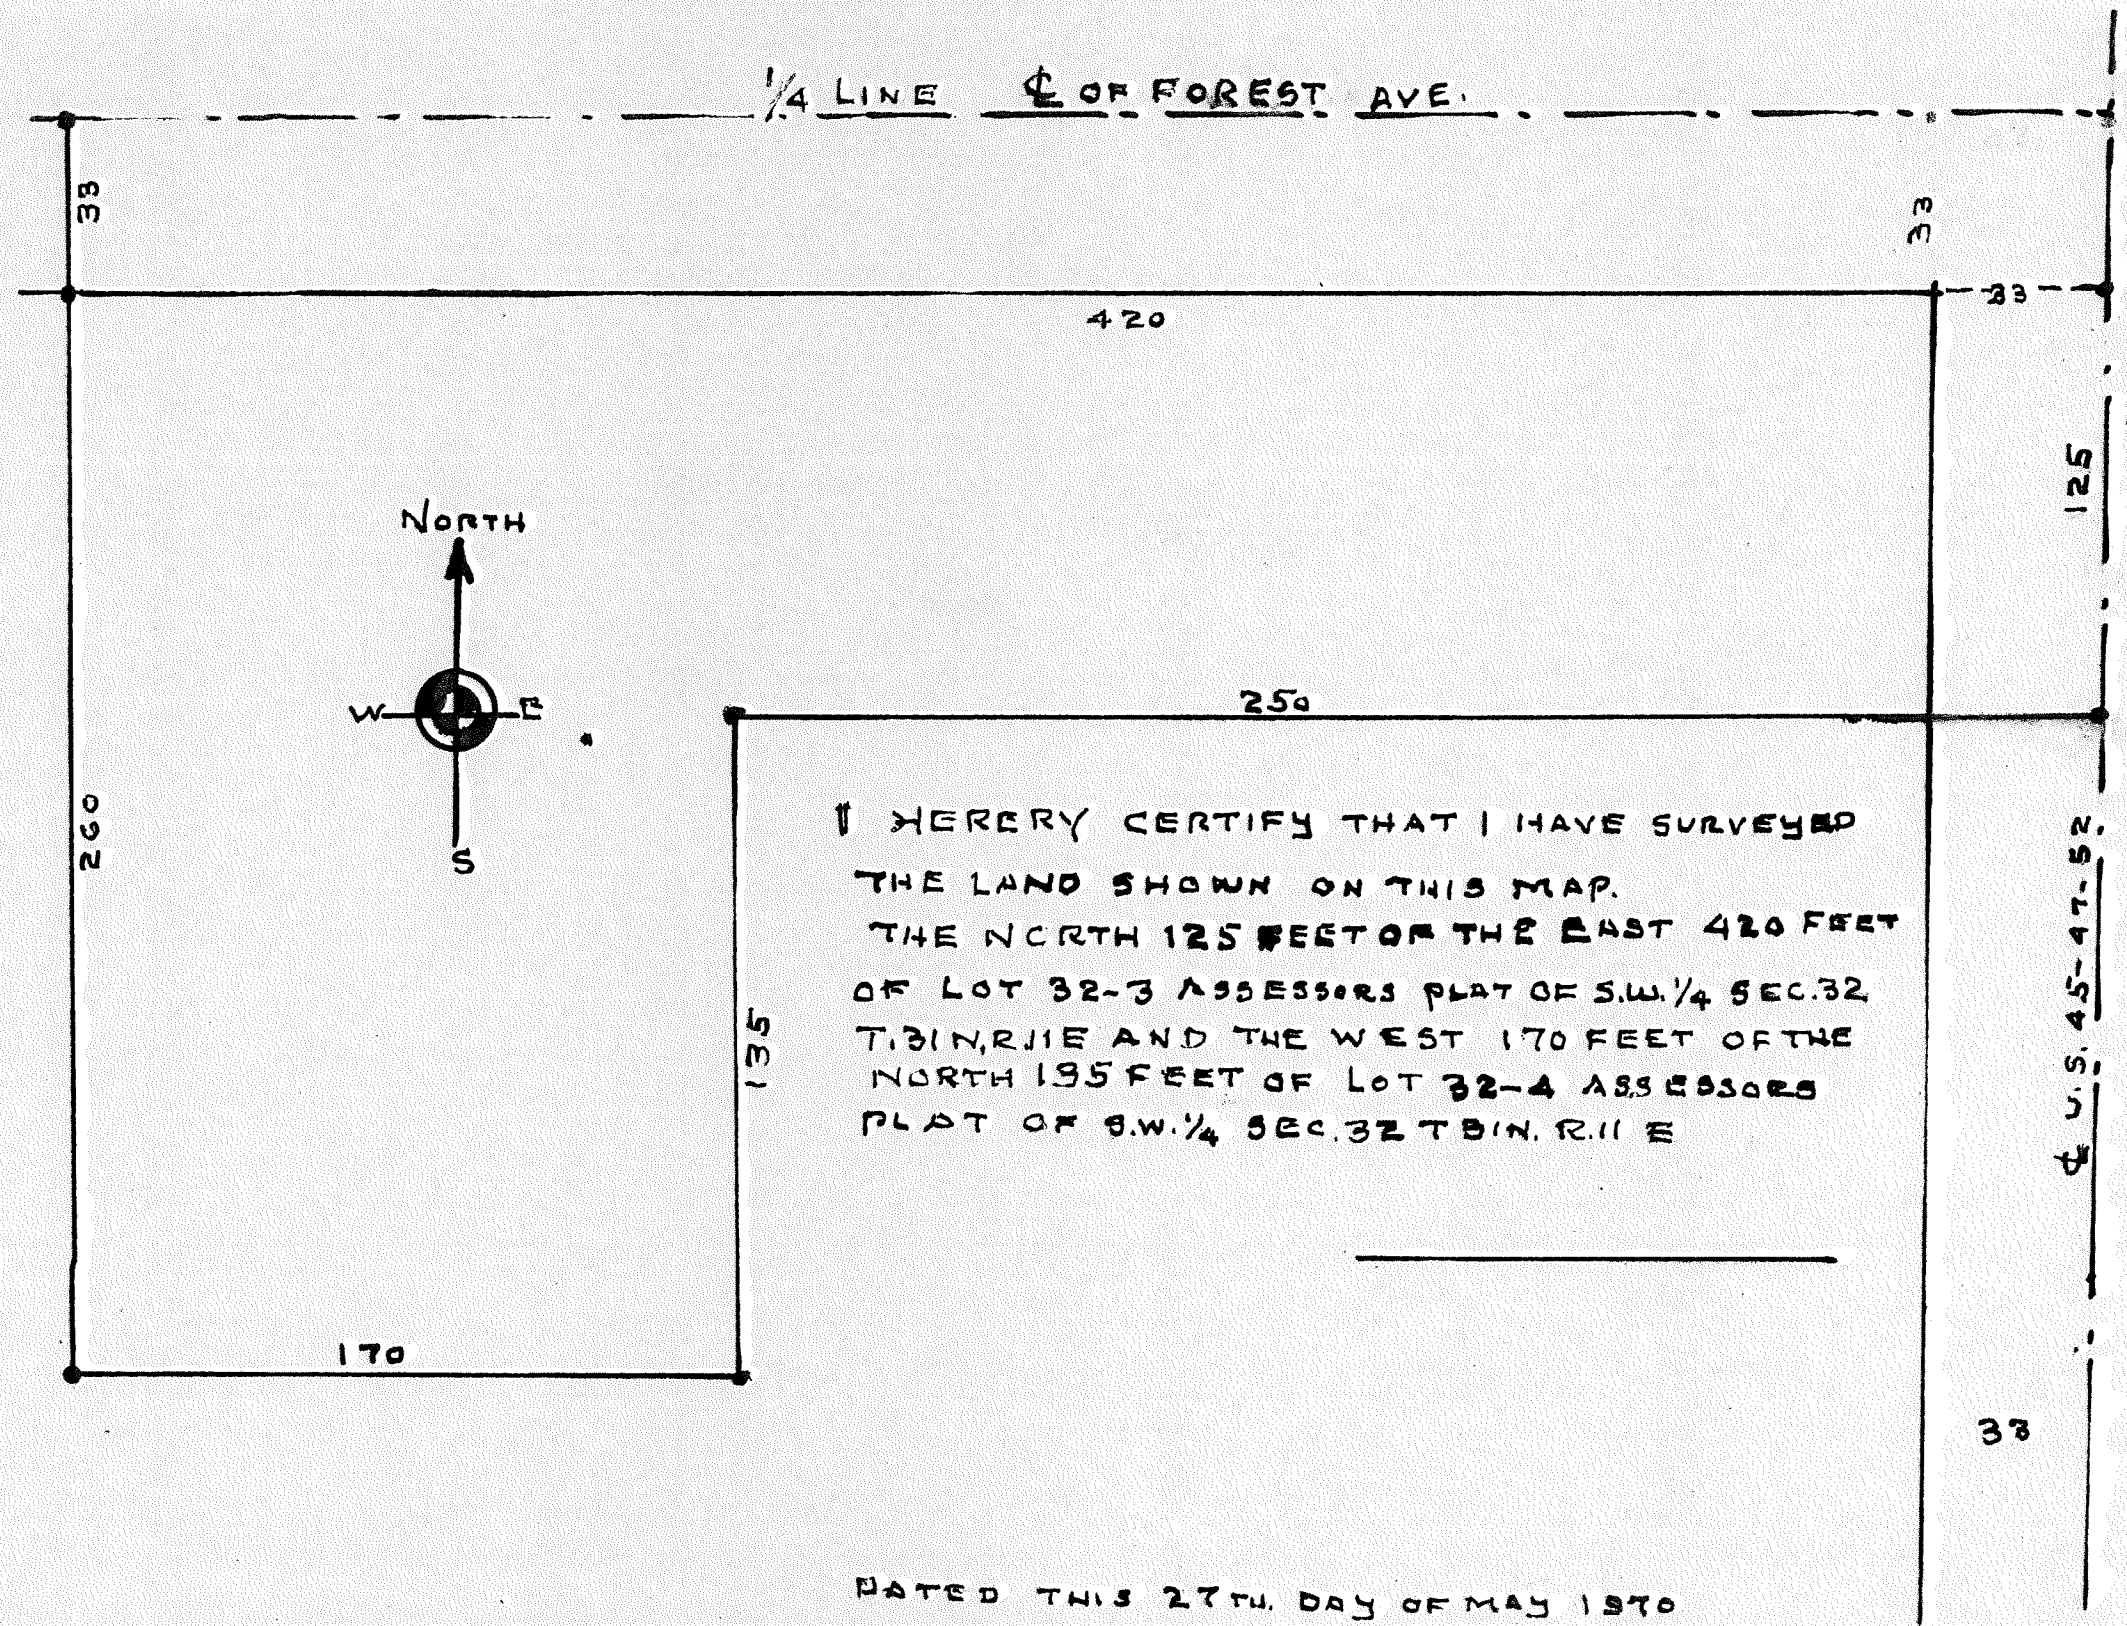 1/4 LINE ℄ OF FOREST AVE.
33
33
33
420
125
NORTH
W E
S
250
260
I HEREBY CERTIFY THAT I HAVE SURVEYED
THE LAND SHOWN ON THIS MAP.
THE NORTH 125 FEET OF THE EAST 420 FEET
OF LOT 32-3 ASSESSORS PLAT OF S.W. 1/4 SEC. 32
T.31N, R.11E AND THE WEST 170 FEET OF THE
NORTH 135 FEET OF LOT 32-4 ASSESSORS
PLAT OF S.W. 1/4 SEC. 32 T 31N. R.11 E
135
℄ U.S. 45-47-52
170
33
DATED THIS 27TH. DAY OF MAY 1970